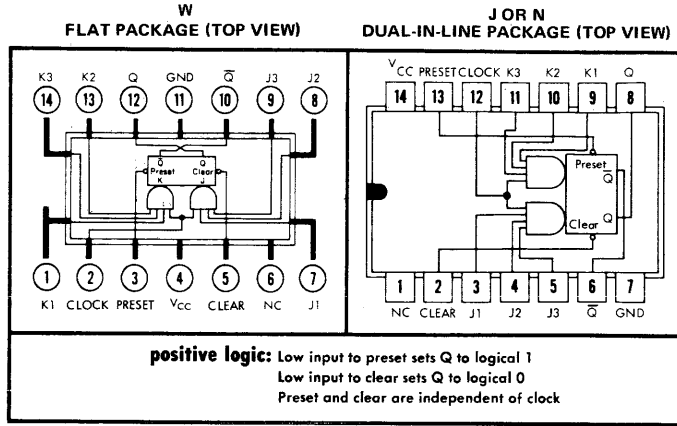 W
FLAT PACKAGE (TOP VIEW)
K3 K2 Q GND Q̅ J3 J2
14 13 12 11 10 9 8
Q̅ Q
Preset Clear
K J
1 2 3 4 5 6 7
K1 CLOCK PRESET VCC CLEAR NC J1
J OR N
DUAL-IN-LINE PACKAGE (TOP VIEW)
VCC PRESET CLOCK K3 K2 K1 Q
14 13 12 11 10 9 8
Preset
Q̅
Q
Clear
1 2 3 4 5 6 7
NC CLEAR J1 J2 J3 Q̅ GND
positive logic: Low input to preset sets Q to logical 1
Low input to clear sets Q to logical 0
Preset and clear are independent of clock